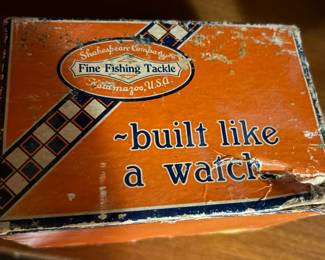 Shakespeare Company
Fine Fishing Tackle
Kalamazoo, U.S.A.
~built like
a watch